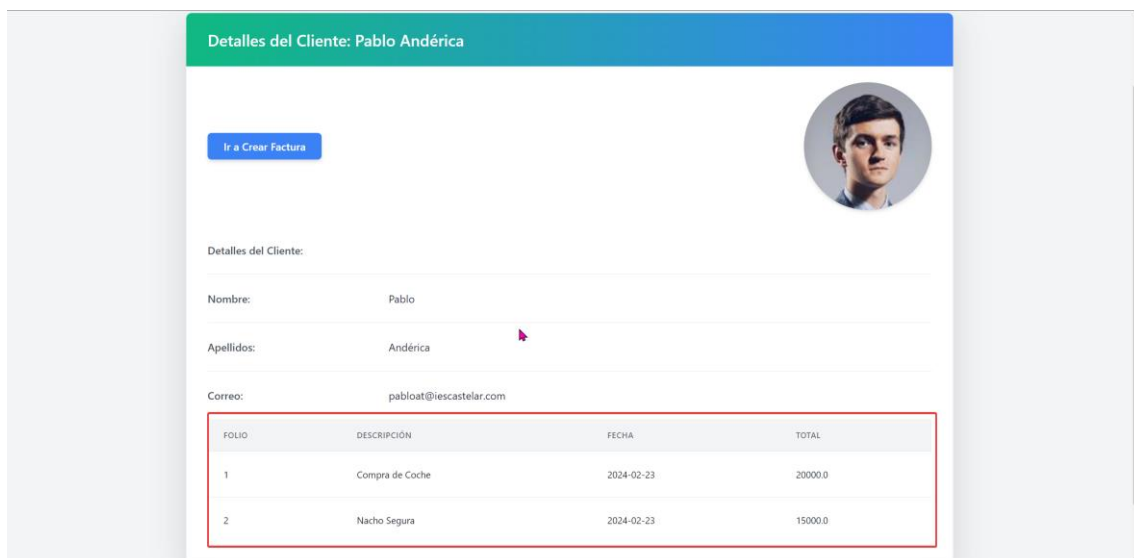 Detalles del Cliente: Pablo Andérica
Ir a Crear Factura
Detalles del Cliente:
Nombre: Pablo
Apellidos: Andérica
Correo: pabloat@iescastelar.com
FOLIO DESCRIPCIÓN FECHA TOTAL
1 Compra de Coche 2024-02-23 20000.0
2 Nacho Segura 2024-02-23 15000.0